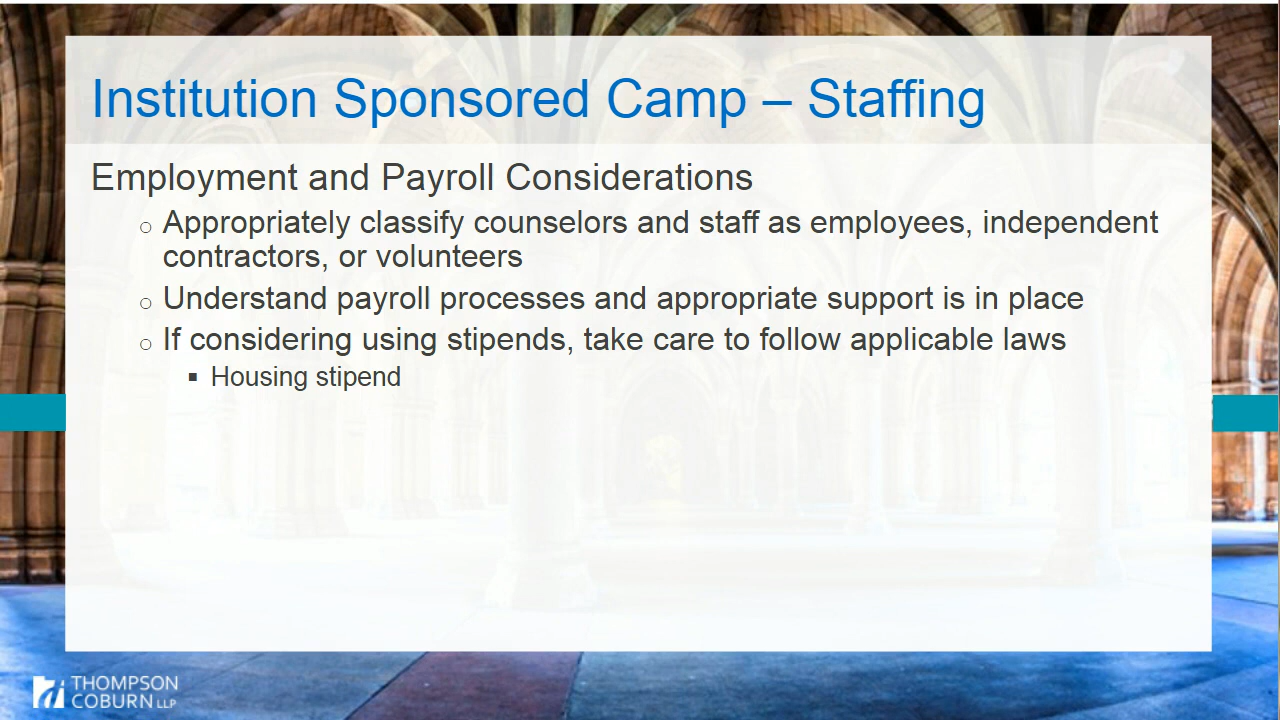 Institution Sponsored Camp – Staffing
Employment and Payroll Considerations
○ Appropriately classify counselors and staff as employees, independent
contractors, or volunteers
○ Understand payroll processes and appropriate support is in place
○ If considering using stipends, take care to follow applicable laws
▪ Housing stipend
THOMPSON
COBURN LLP